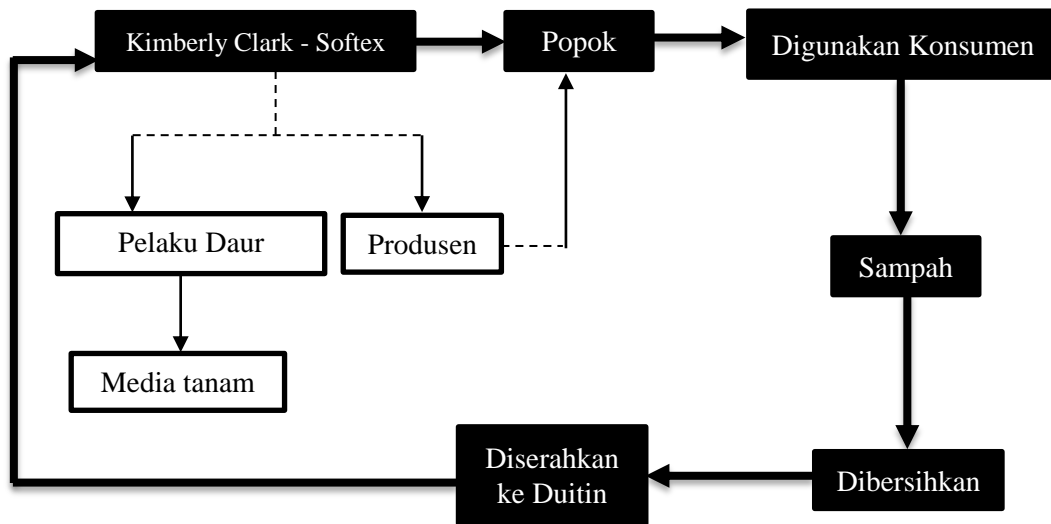 Kimberly Clark - Softex
Popok
Digunakan Konsumen
Pelaku Daur
Produsen
Sampah
Media tanam
Diserahkan
ke Duitin
Dibersihkan